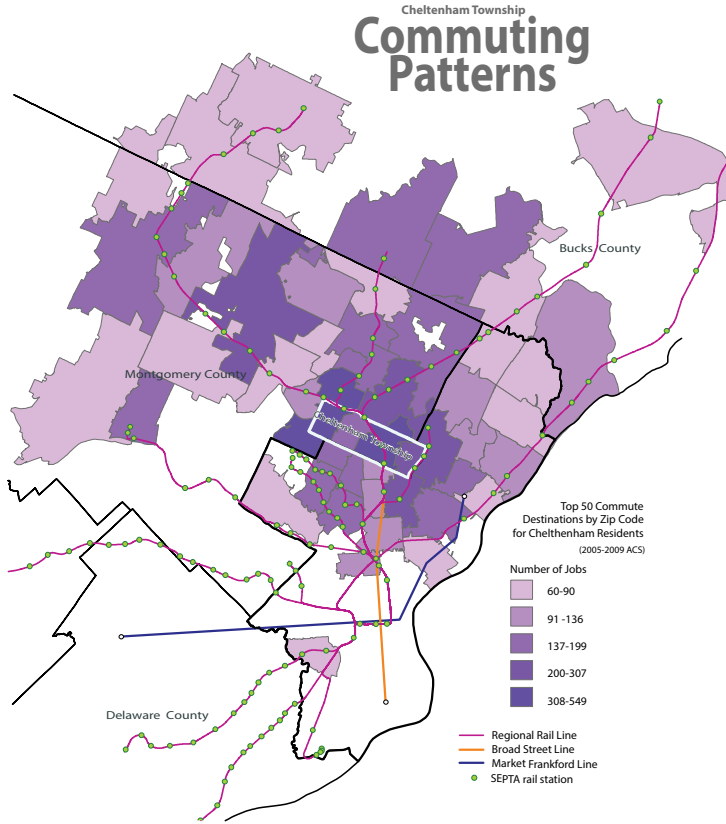 Cheltenham Township
Commuting
Patterns
Bucks County
Montgomery County
Cheltenham Township
Delaware County
Top 50 Commute
Destinations by Zip Code
for Cheltlenham Residents
(2005-2009 ACS)
Number of Jobs
60-90
91 -136
137-199
200-307
308-549
Regional Rail Line
Broad Street Line
Market Frankford Line
SEPTA rail station